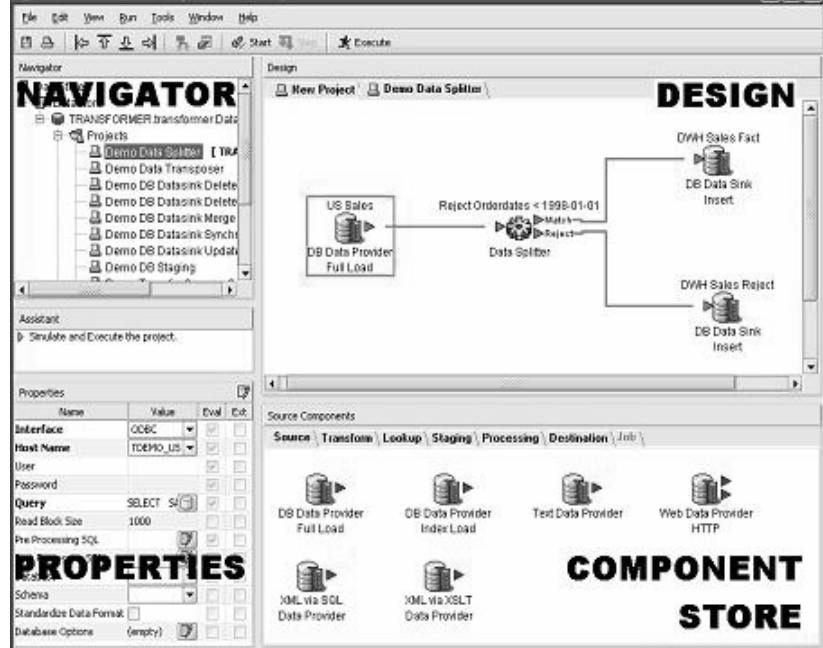 File Edit View Run Tools Window Help
Start Step Execute
Navigator
NAVIGATOR
TRANSFORMER.transformer.Data
Projects
Demo Data Splitter [ TRA
Demo Data Transposer
Demo DB Datasink Delete
Demo DB Datasink Delete
Demo DB Datasink Merge
Demo DB Datasink Synchr
Demo DB Datasink Updat
Demo DB Staging
Assistant
Simulate and Execute the project.
Properties
Name Value Eval Ext
Interface ODBC
Host Name TDEMO_US
User
Password
Query SELECT SA
Read Block Size 1000
Pre Processing SQL
PROPERTIES
Schema
Standardize Data Format
Database Options (empty)
Design
New Project Demo Data Splitter
DESIGN
DWH Sales Fact
DB Data Sink
Insert
US Sales
DB Data Provider
Full Load
Reject Orderdates < 1998-01-01
Match
Reject
Data Splitter
DWH Sales Reject
DB Data Sink
Insert
Source Components
Source Transform Lookup Staging Processing Destination Job
DB Data Provider
Full Load
DB Data Provider
Index Load
Text Data Provider
Web Data Provider
HTTP
XML via SQL
Data Provider
XML via XSLT
Data Provider
COMPONENT
STORE